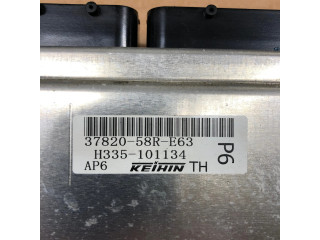 37820-58R-E63
H335-101134
AP6 KEIHIN TH
P6